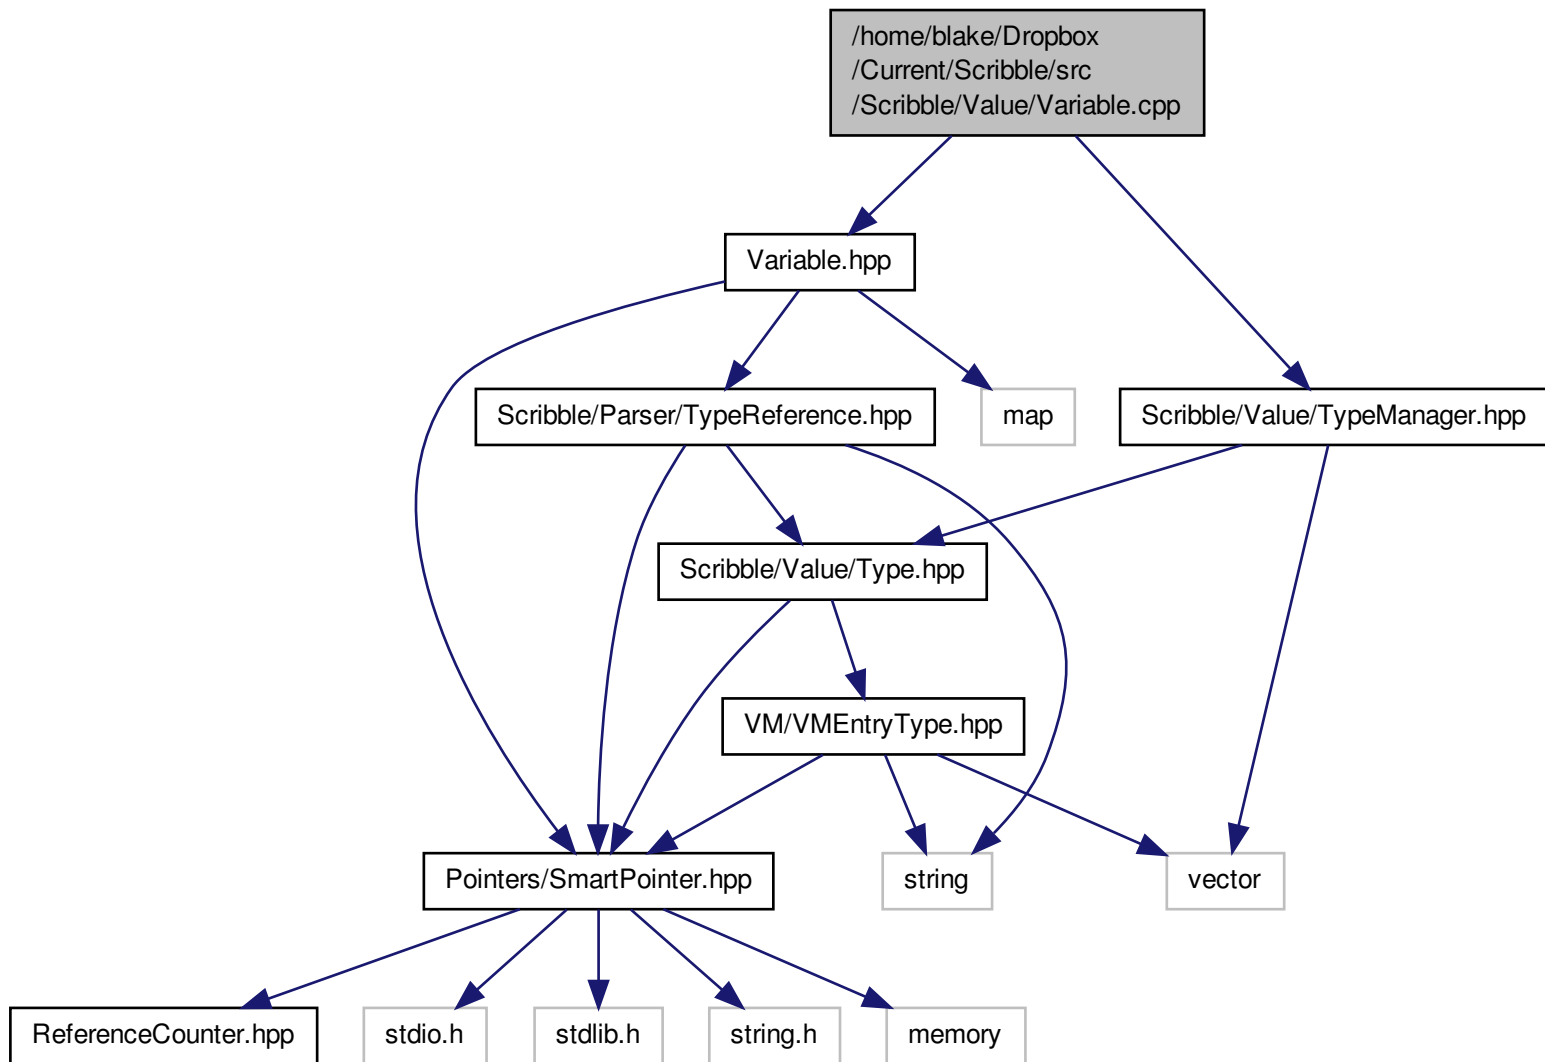 /home/blake/Dropbox
/Current/Scribble/src
/Scribble/Value/Variable.cpp
Variable.hpp
Scribble/Parser/TypeReference.hpp
map
Scribble/Value/TypeManager.hpp
Scribble/Value/Type.hpp
VM/VMEntryType.hpp
Pointers/SmartPointer.hpp
string
vector
ReferenceCounter.hpp
stdio.h
stdlib.h
string.h
memory